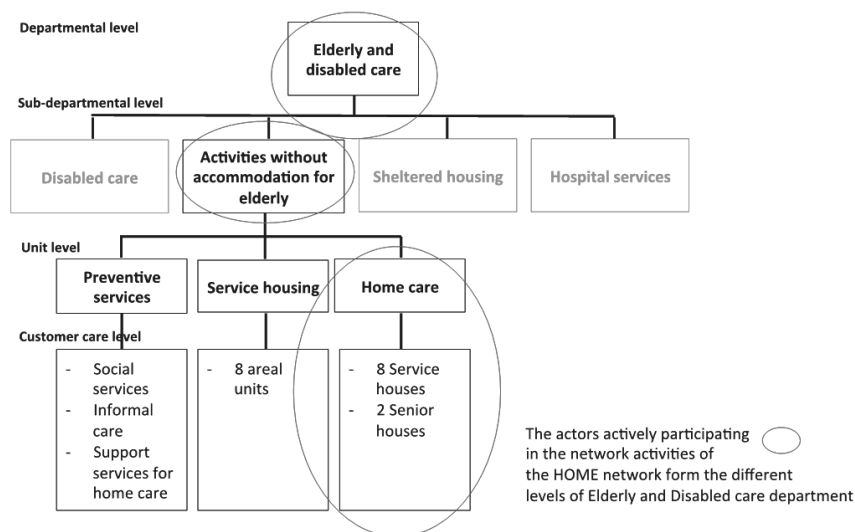 Departmental level
Elderly and
disabled care
Sub-departmental level
Disabled care
Activities without
accommodation for
elderly
Sheltered housing
Hospital services
Unit level
Preventive
services
Service housing
Home care
Customer care level
- Social
services
- Informal
care
- Support
services for
home care
- 8 areal
units
- 8 Service
houses
- 2 Senior
houses
The actors actively participating
in the network activities of
the HOME network form the different
levels of Elderly and Disabled care department